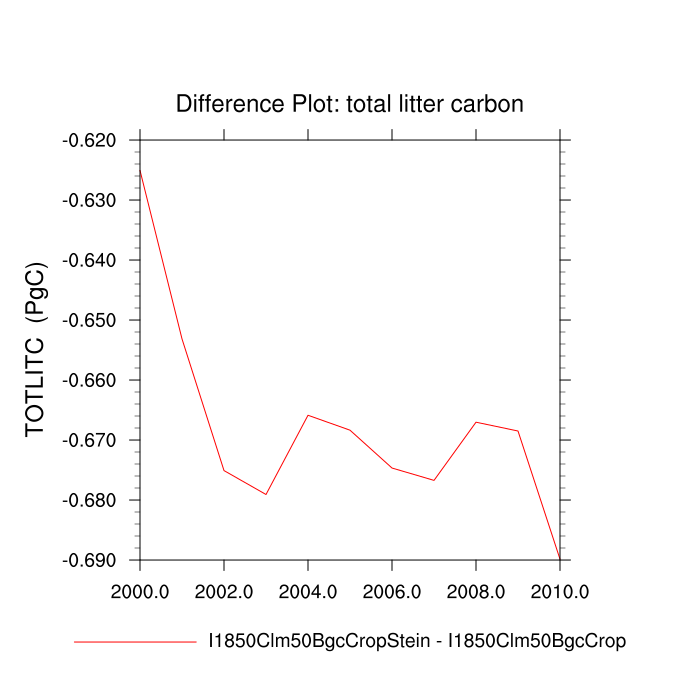 Difference Plot: total litter carbon
TOTLITC (PgC)
-0.620
-0.630
-0.640
-0.650
-0.660
-0.670
-0.680
-0.690
2000.0 2002.0 2004.0 2006.0 2008.0 2010.0
I1850Clm50BgcCropStein - I1850Clm50BgcCrop